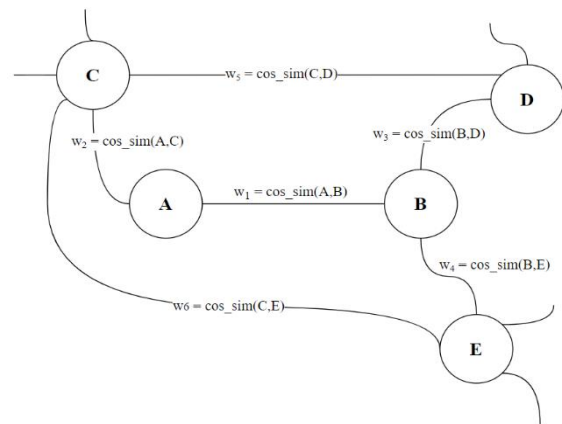 C
w₅ = cos_sim(C,D)
D
w₂ = cos_sim(A,C)
w₃ = cos_sim(B,D)
A
w₁ = cos_sim(A,B)
B
w₄ = cos_sim(B,E)
w6 = cos_sim(C,E)
E